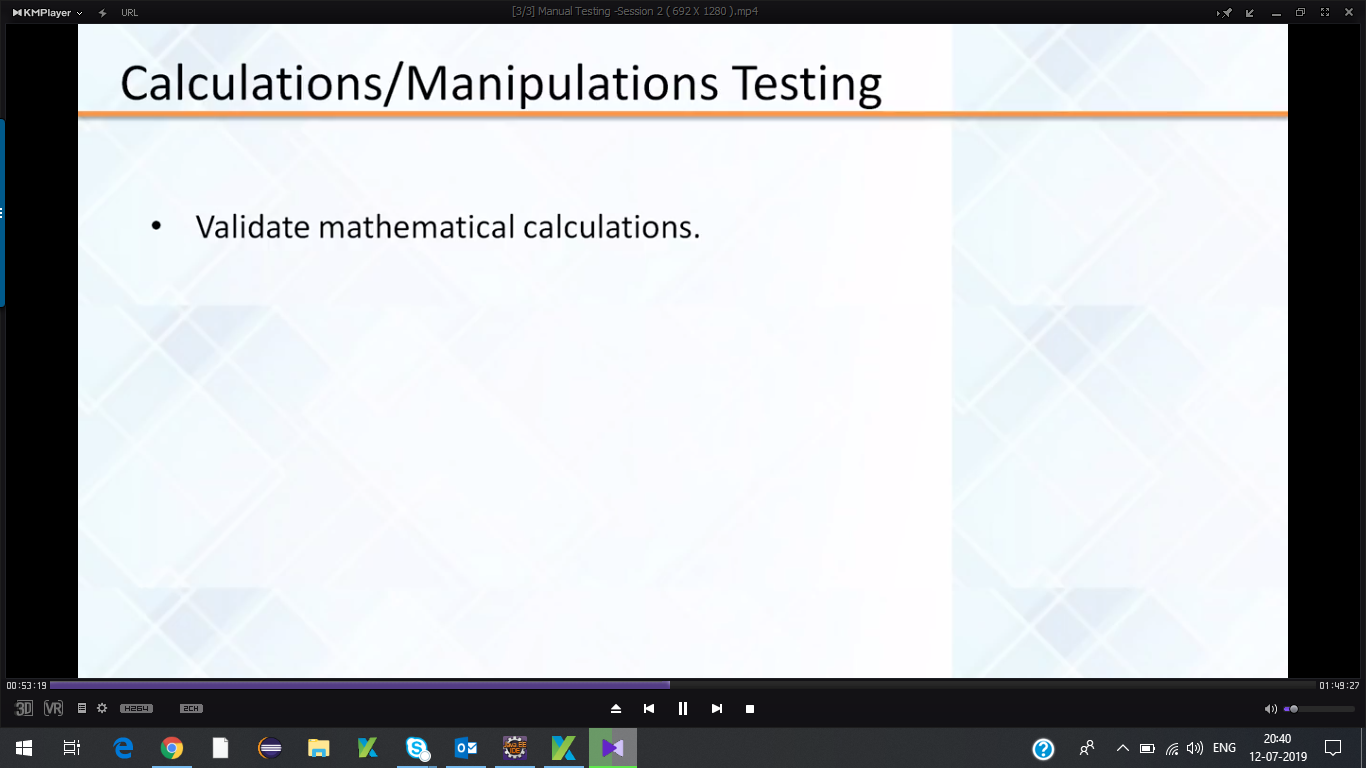 KMPlayer
URL
[3/3] Manual Testing -Session 2 ( 692 X 1280 ).mp4
Calculations/Manipulations Testing
• Validate mathematical calculations.
00:53:19
01:49:27
3D
VR
H264
2CH
20:40
ENG
12-07-2019